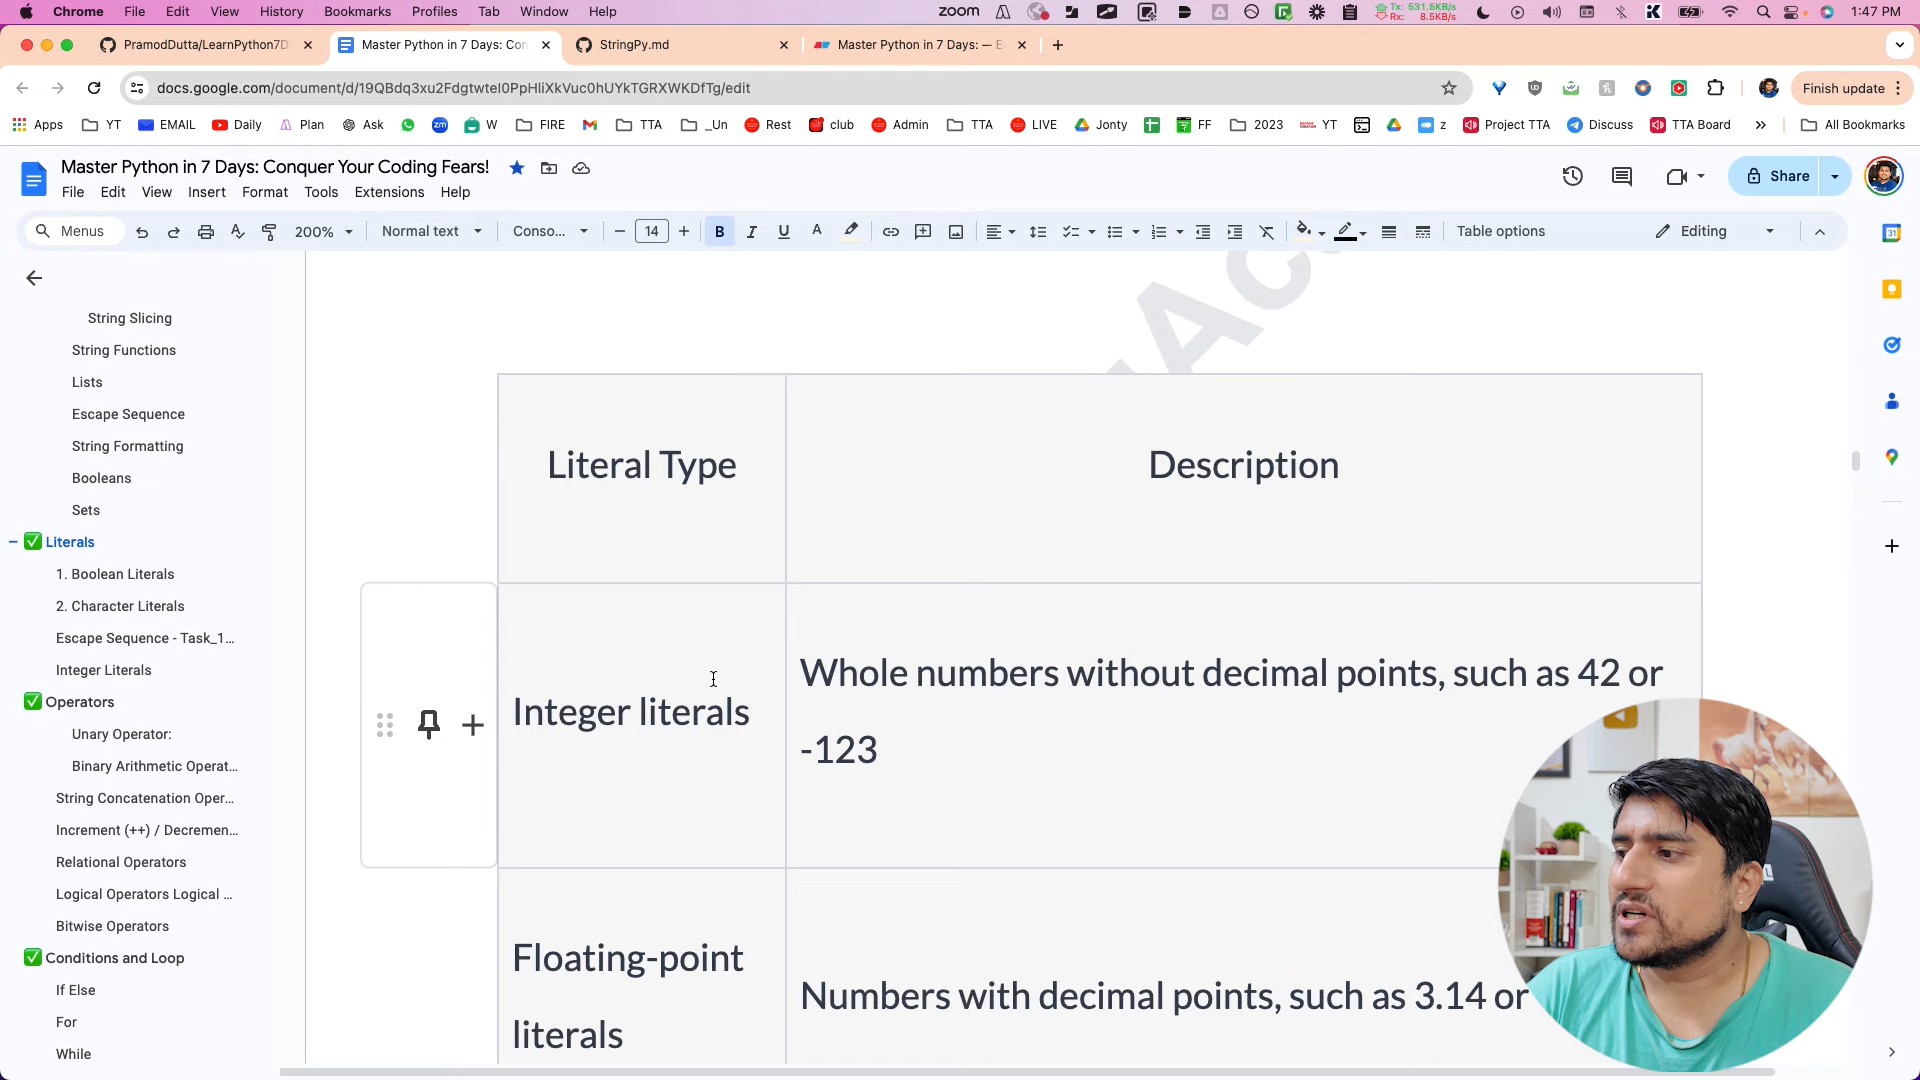 Chrome File Edit View History Bookmarks Profiles Tab Window Help zoom Tx: 531.5KB/s Rx: 8.5KB/s 1:47 PM
PramodDutta/LearnPython7D Master Python in 7 Days: Con StringPy.md Master Python in 7 Days: — E
docs.google.com/document/d/19QBdq3xu2FdgtwteI0PpHIiXkVuc0hUYkTGRXWKDfTg/edit Finish update
Apps YT EMAIL Daily Plan Ask W FIRE TTA _Un Rest club Admin TTA LIVE Jonty FF 2023 YT z Project TTA Discuss TTA Board » All Bookmarks
Master Python in 7 Days: Conquer Your Coding Fears!
File Edit View Insert Format Tools Extensions Help
Share
Menus 200% Normal text Conso... 14 B I U A Table options Editing
String Slicing
String Functions
Lists
Escape Sequence
String Formatting
Booleans
Sets
Literals
1. Boolean Literals
2. Character Literals
Escape Sequence - Task_1...
Integer Literals
Operators
Unary Operator:
Binary Arithmetic Operat...
String Concatenation Oper...
Increment (++) / Decremen...
Relational Operators
Logical Operators Logical ...
Bitwise Operators
Conditions and Loop
If Else
For
While
Literal Type Description
Integer literals
Whole numbers without decimal points, such as 42 or
-123
Floating-point
literals
Numbers with decimal points, such as 3.14 or